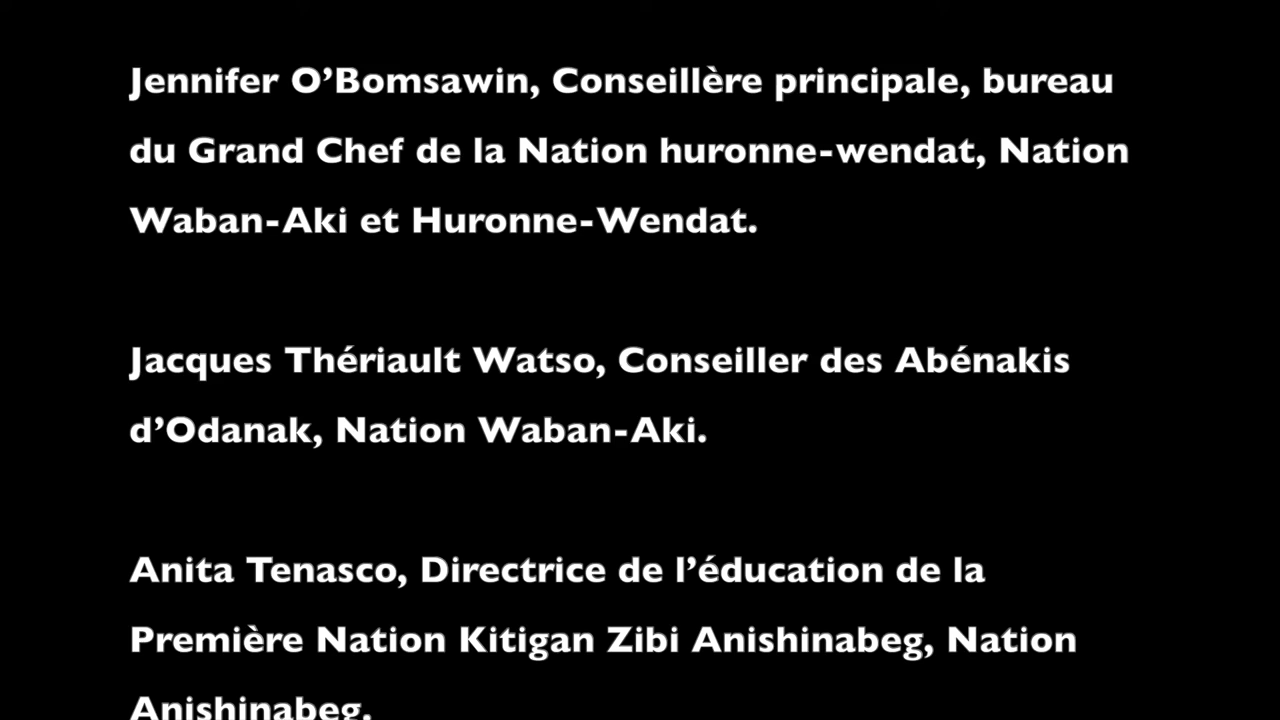 Jennifer O’Bomsawin, Conseillère principale, bureau
du Grand Chef de la Nation huronne-wendat, Nation
Waban-Aki et Huronne-Wendat.
Jacques Thériault Watso, Conseiller des Abénakis
d’Odanak, Nation Waban-Aki.
Anita Tenasco, Directrice de l’éducation de la
Première Nation Kitigan Zibi Anishinabeg, Nation
Anishinabeg.